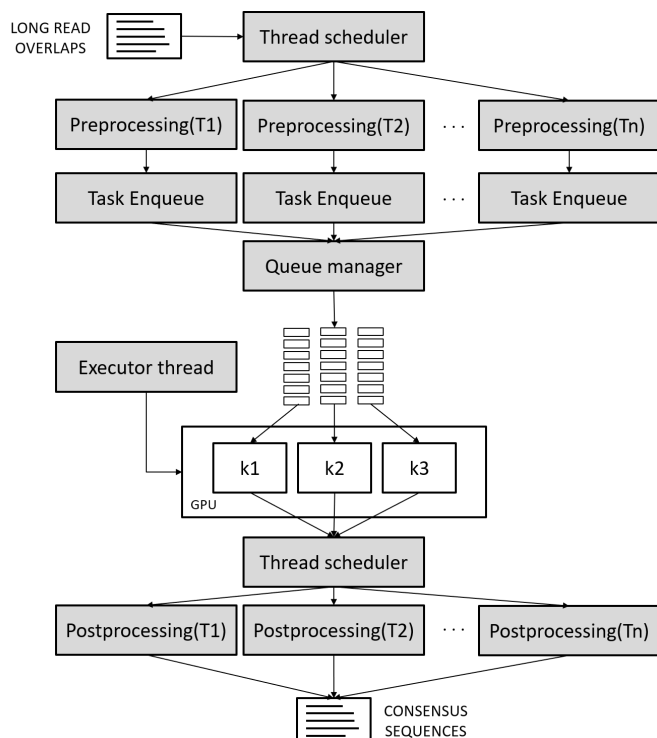 LONG READ
OVERLAPS
Thread scheduler
Preprocessing(T1)
Preprocessing(T2)
. . .
Preprocessing(Tn)
Task Enqueue
Task Enqueue
. . .
Task Enqueue
Queue manager
Executor thread
k1
k2
k3
GPU
Thread scheduler
Postprocessing(T1)
Postprocessing(T2)
. . .
Postprocessing(Tn)
CONSENSUS
SEQUENCES